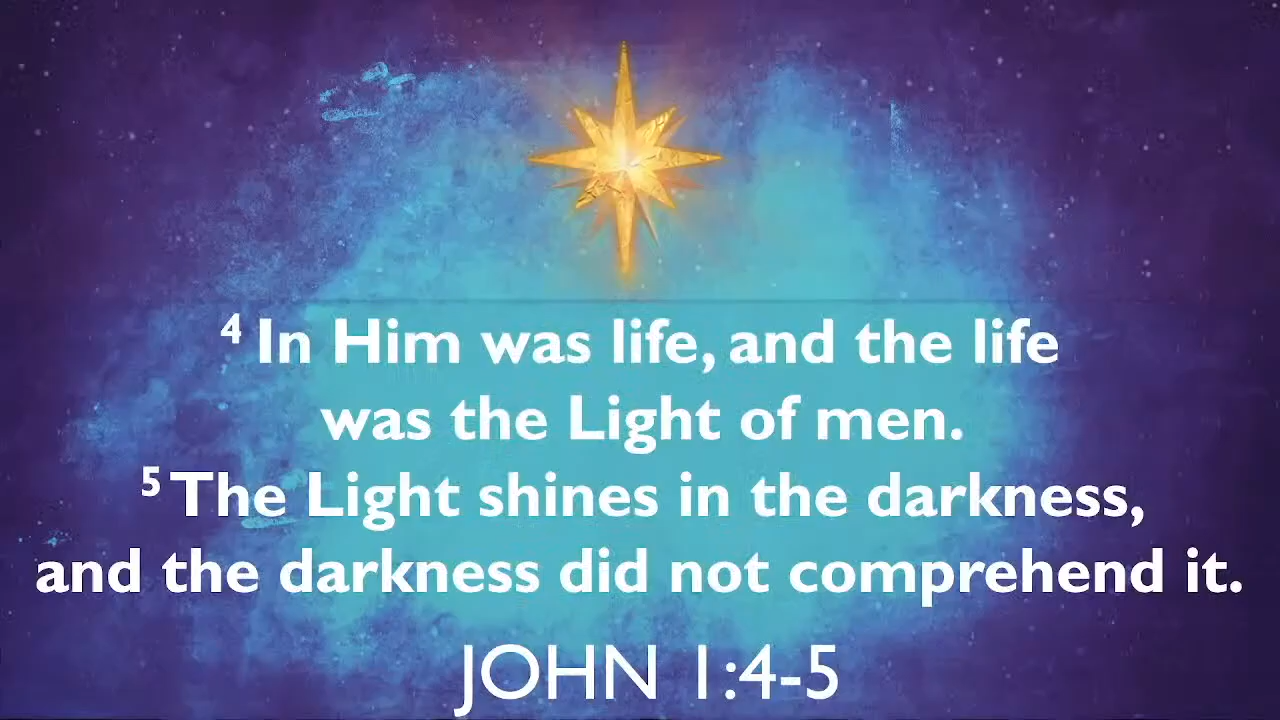 4 In Him was life, and the life
was the Light of men.
5 The Light shines in the darkness,
and the darkness did not comprehend it.
JOHN 1:4-5